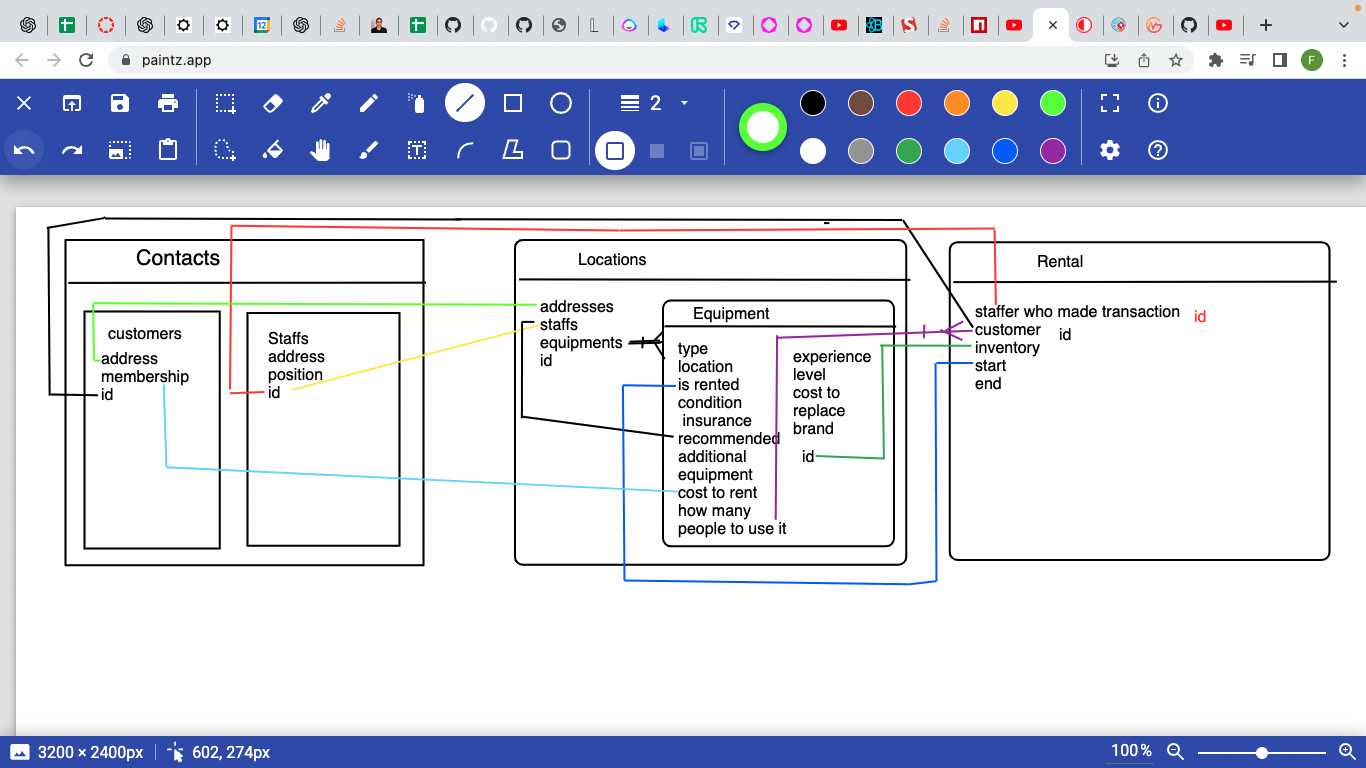 paintz.app
F
2
Contacts
customers
address
membership
id
Staffs
address
position
id
Locations
addresses
staffs
equipments
id
Equipment
type
location
is rented
condition
insurance
recommended
additional
equipment
cost to rent
how many
people to use it
experience
level
cost to
replace
brand
id
Rental
staffer who made transaction id
customer id
inventory
start
end
3200 × 2400px
602, 274px
100%